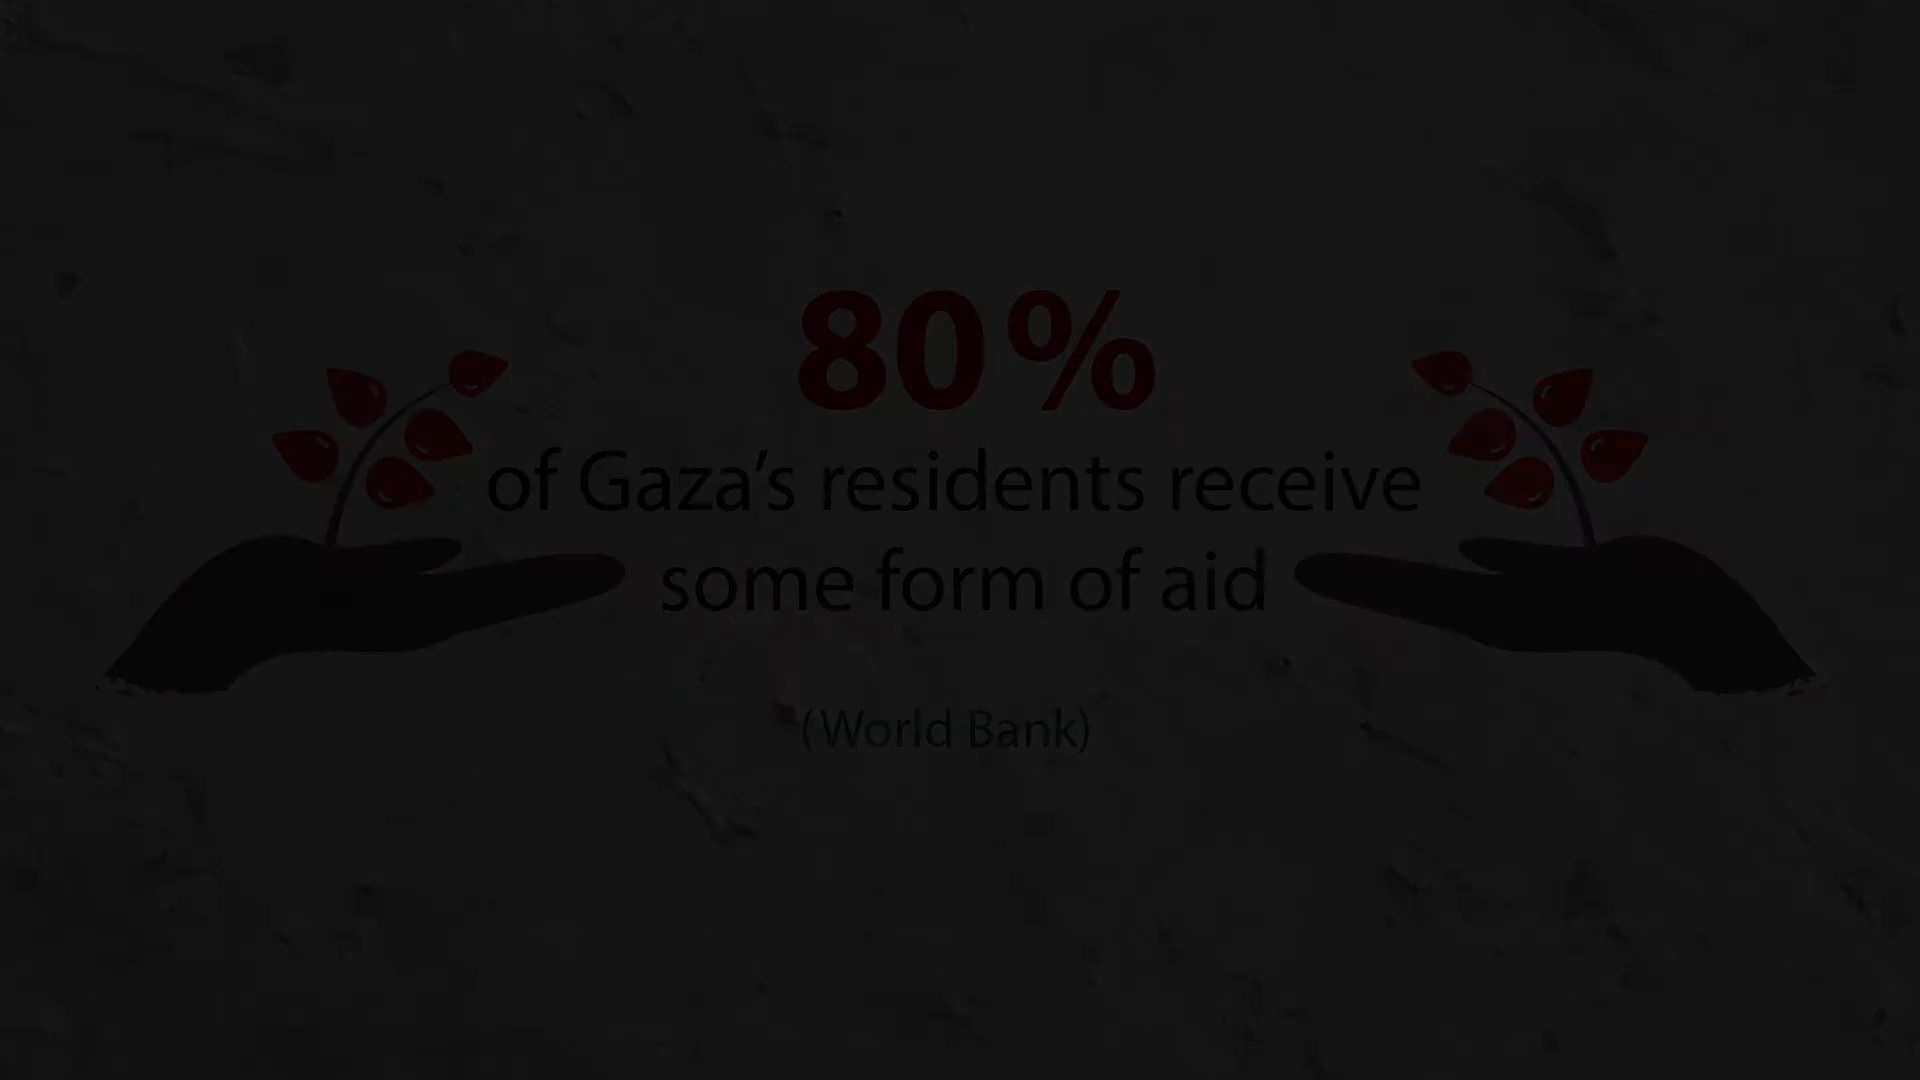 80%
of Gaza’s residents receive
some form of aid
(World Bank)